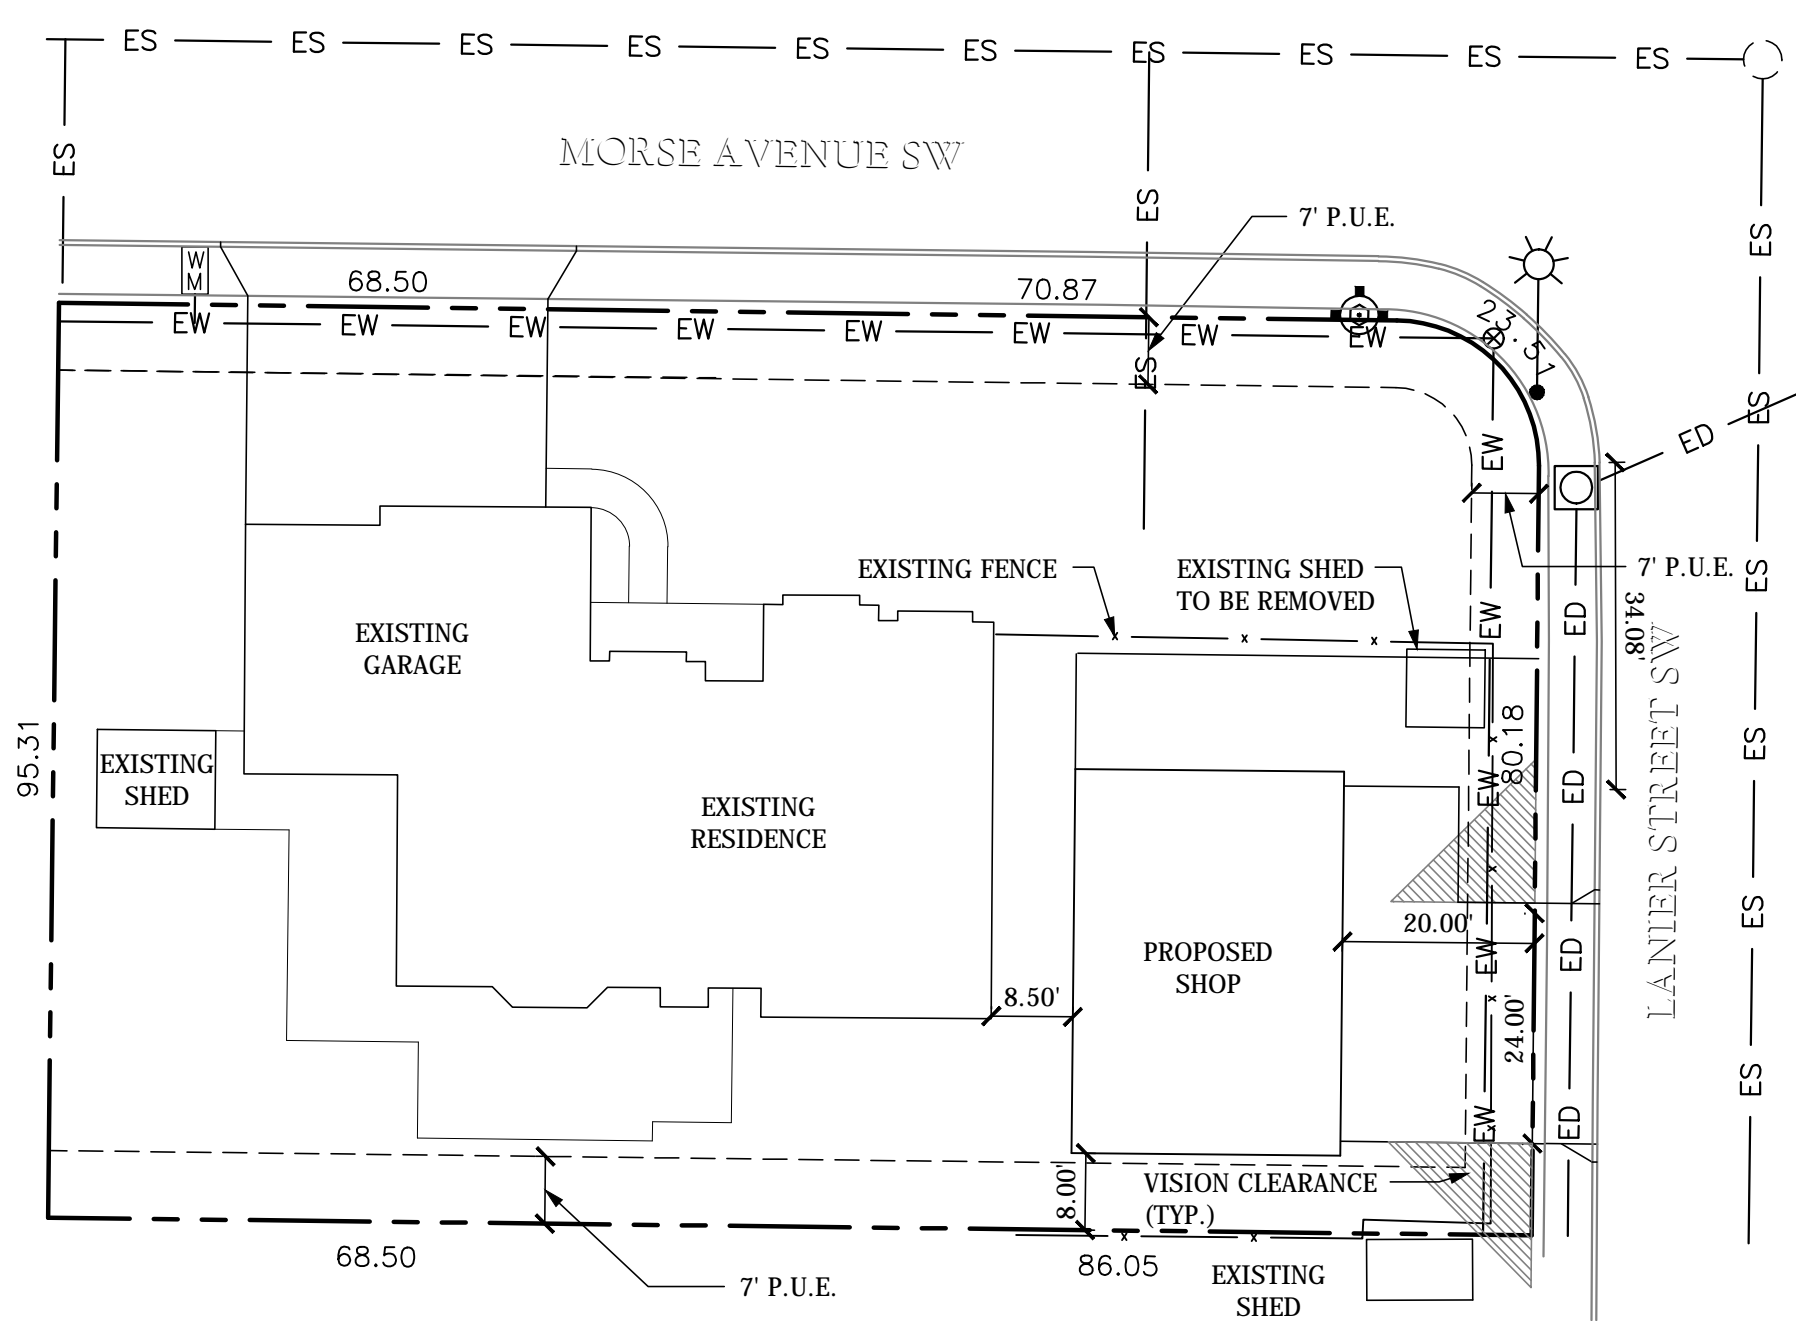 ES ES ES ES ES ES ES ES ES ES
ES
MORSE AVENUE SW
ES
7' P.U.E.
ES
W
M
68.50
70.87
23.51
EW EW EW EW EW EW EW EW
ES
ES
ED
EW
EXISTING FENCE
EXISTING SHED
TO BE REMOVED
7' P.U.E.
ES
EW
ED
34.08'
EXISTING
GARAGE
LANIER STREET SW
95.31
80.18
ES
EXISTING
SHED
EW
ED
EXISTING
RESIDENCE
20.00'
ES
PROPOSED
SHOP
EW
ED
8.50'
24.00'
ES
EW
ED
8.00'
VISION CLEARANCE
(TYP.)
68.50
86.05
7' P.U.E.
EXISTING
SHED